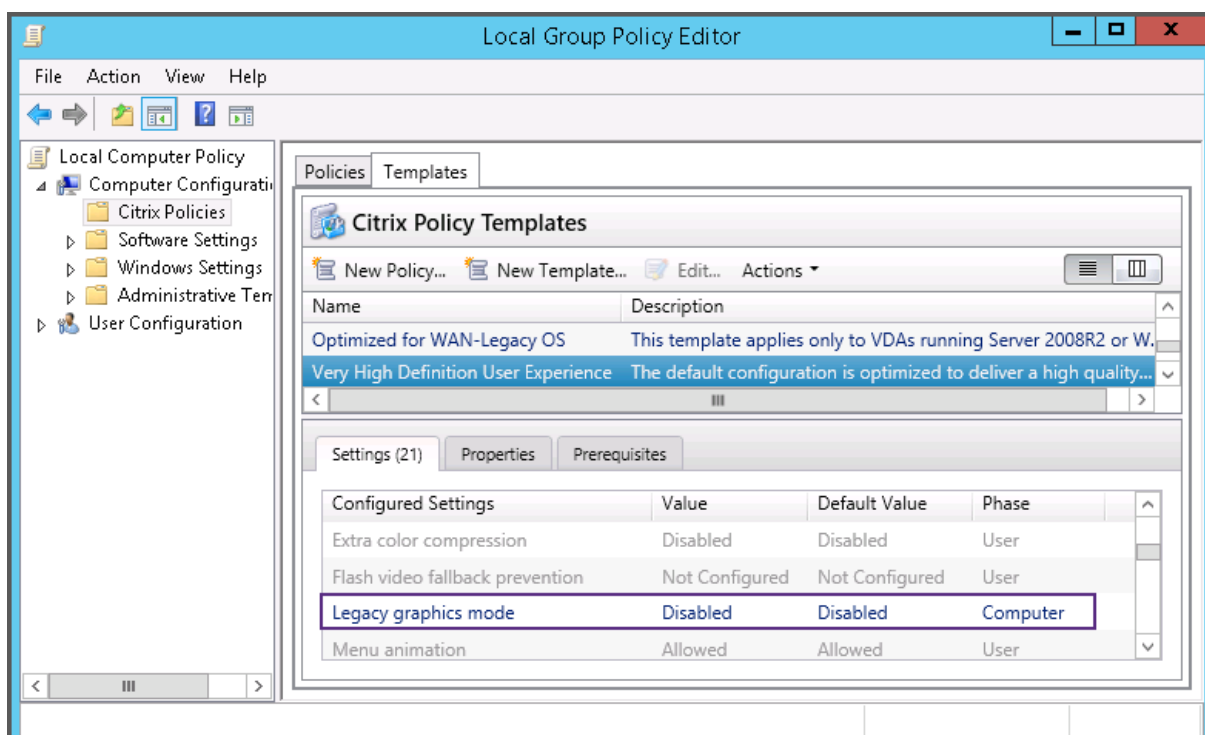 Local Group Policy Editor
File Action View Help
Local Computer Policy
Computer Configurati
Citrix Policies
Software Settings
Windows Settings
Administrative Tem
User Configuration
Policies Templates
Citrix Policy Templates
New Policy... New Template... Edit... Actions
Name Description
Optimized for WAN-Legacy OS This template applies only to VDAs running Server 2008R2 or W.
Very High Definition User Experience The default configuration is optimized to deliver a high quality...
Settings (21) Properties Prerequisites
Configured Settings Value Default Value Phase
Extra color compression Disabled Disabled User
Flash video fallback prevention Not Configured Not Configured User
Legacy graphics mode Disabled Disabled Computer
Menu animation Allowed Allowed User